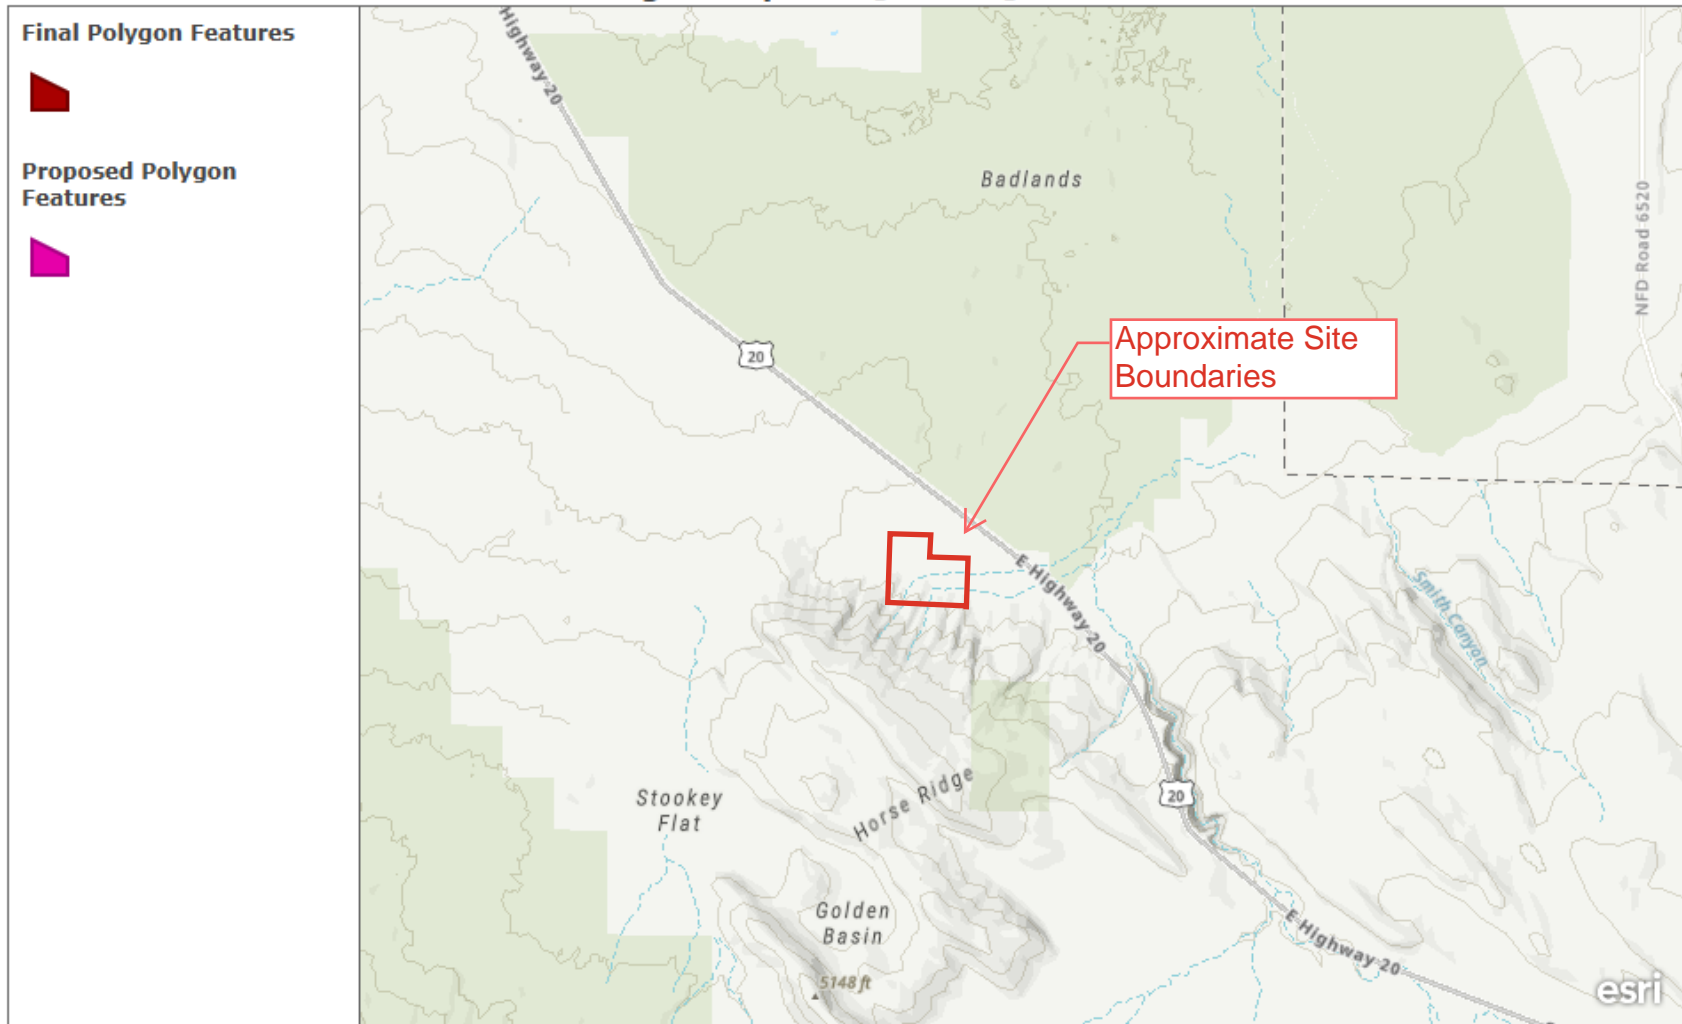 Final Polygon Features
Proposed Polygon
Features
Highway 20
Badlands
NFD Road 6520
20
Approximate Site
Boundaries
E Highway 20
Smith Canyon
20
Stookey
Flat
Horse Ridge
Golden
Basin
5148 ft
E Highway 20
esri